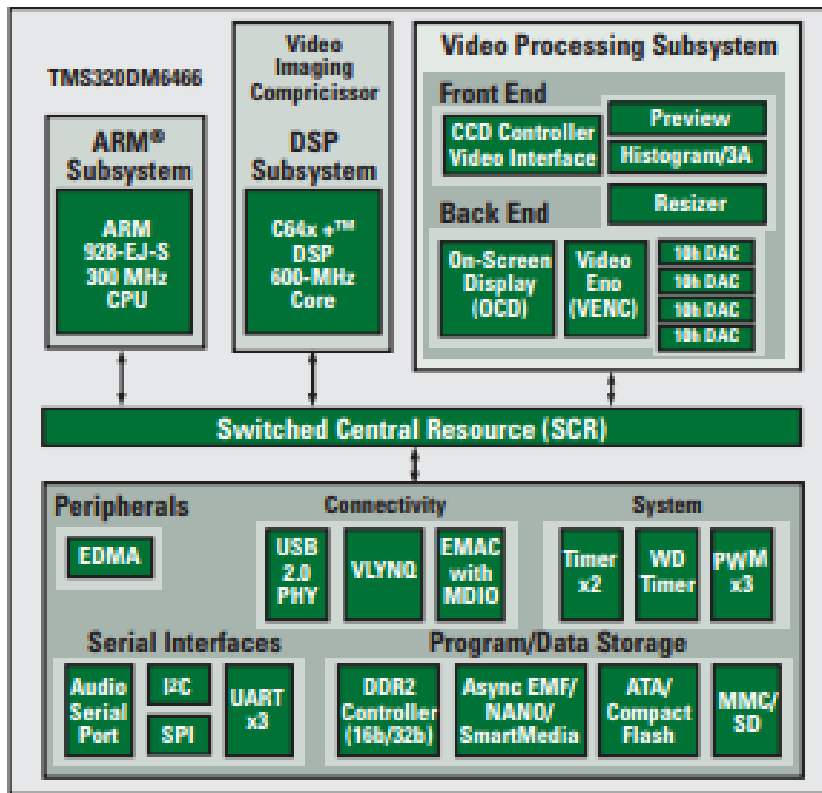 TMS320DM6466
ARM® Subsystem
ARM
928-EJ-S
300 MHz
CPU
Video
Imaging
Compricissor
DSP
Subsystem
C64x +™
DSP
600-MHz
Core
Video Processing Subsystem
Front End
CCD Controller
Video Interface
Preview
Histogram/3A
Resizer
Back End
On-Screen
Display
(OCD)
Video
Eno
(VENC)
10b DAC
10b DAC
10b DAC
10b DAC
Switched Central Resource (SCR)
Peripherals
EDMA
Connectivity
USB
2.0
PHY
VLYNQ
EMAC
with
MDIO
System
Timer
x2
WD
Timer
PWM
x3
Serial Interfaces
Audio
Serial
Port
I²C
SPI
UART
x3
Program/Data Storage
DDR2
Controller
(16b/32b)
Async EMF/
NANO/
SmartMedia
ATA/
Compact
Flash
MMC/
SD